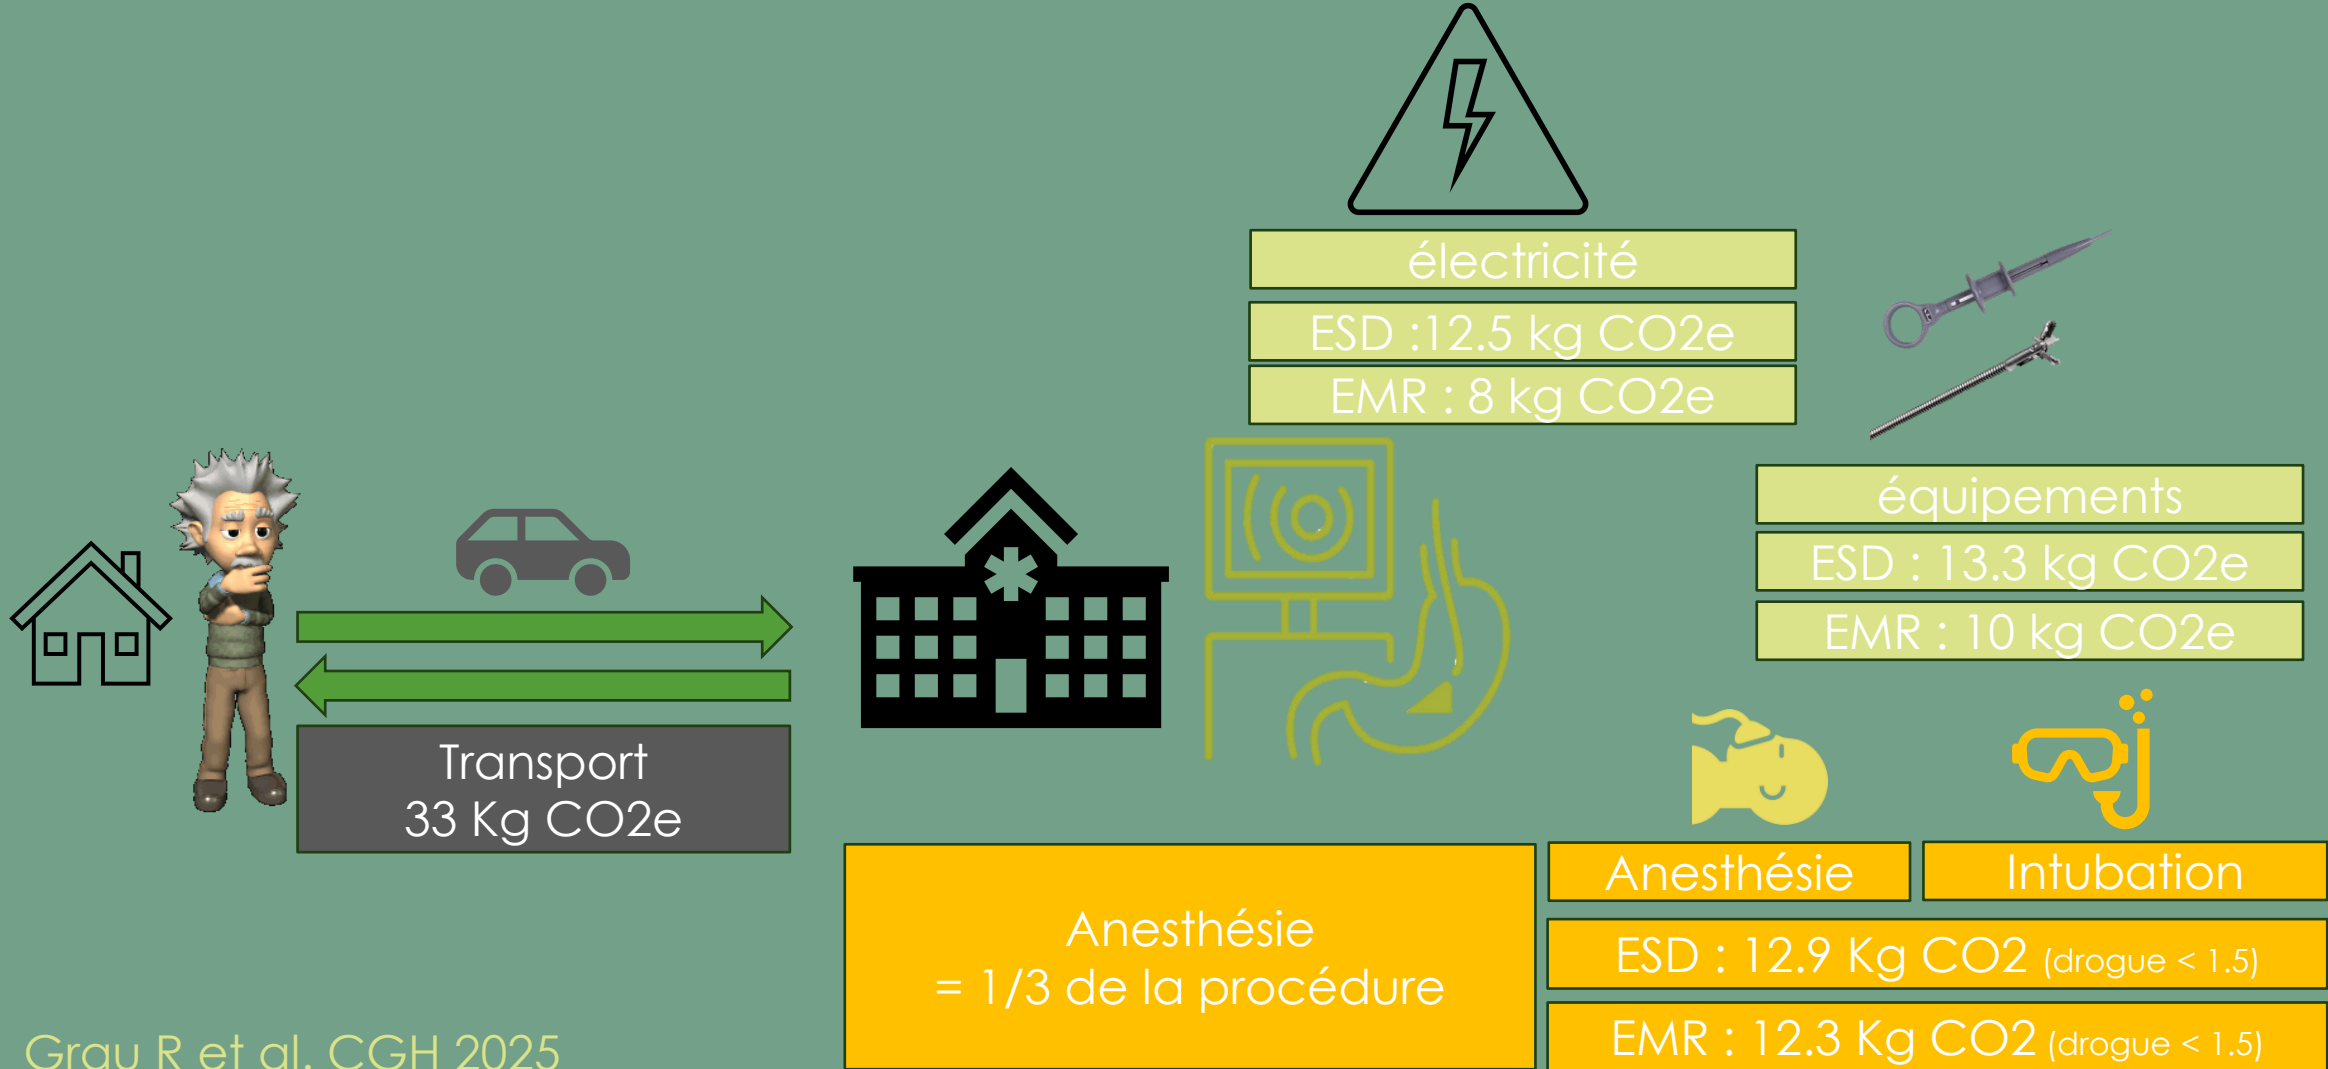 électricité
ESD :12.5 kg CO2e
EMR : 8 kg CO2e
équipements
ESD : 13.3 kg CO2e
EMR : 10 kg CO2e
Transport
33 Kg CO2e
Anesthésie
= 1/3 de la procédure
Anesthésie
Intubation
ESD : 12.9 Kg CO2 (drogue < 1.5)
EMR : 12.3 Kg CO2 (drogue < 1.5)
Grau R et al. CGH 2025